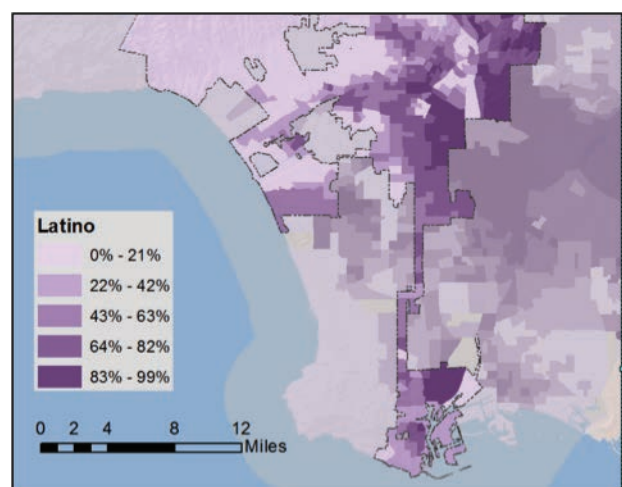 Latino
0% - 21%
22% - 42%
43% - 63%
64% - 82%
83% - 99%
0 2 4 8 12
Miles